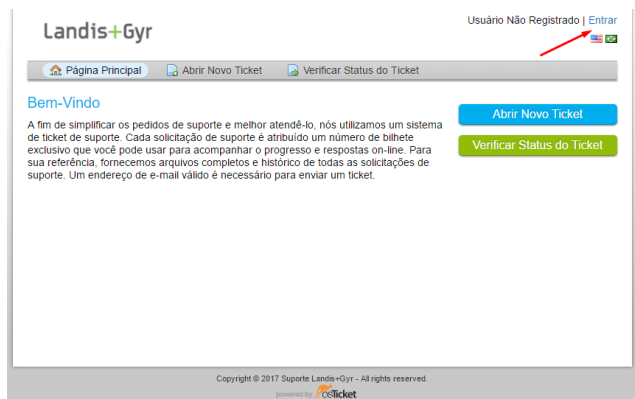 Landis+Gyr
Usuário Não Registrado | Entrar
Página Principal Abrir Novo Ticket Verificar Status do Ticket
Bem-Vindo
A fim de simplificar os pedidos de suporte e melhor atendê-lo, nós utilizamos um sistema
de ticket de suporte. Cada solicitação de suporte é atribuído um número de bilhete
exclusivo que você pode usar para acompanhar o progresso e respostas on-line. Para
sua referência, fornecemos arquivos completos e histórico de todas as solicitações de
suporte. Um endereço de e-mail válido é necessário para enviar um ticket.
Abrir Novo Ticket
Verificar Status do Ticket
Copyright © 2017 Suporte Landis+Gyr - All rights reserved.
powered by osTicket